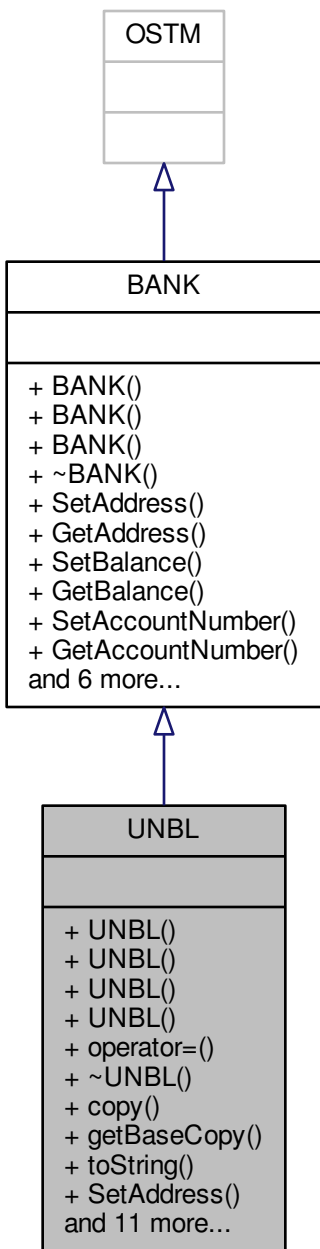 OSTM
BANK
+ BANK()
+ BANK()
+ BANK()
+ ~BANK()
+ SetAddress()
+ GetAddress()
+ SetBalance()
+ GetBalance()
+ SetAccountNumber()
+ GetAccountNumber()
and 6 more...
UNBL
+ UNBL()
+ UNBL()
+ UNBL()
+ UNBL()
+ operator=()
+ ~UNBL()
+ copy()
+ getBaseCopy()
+ toString()
+ SetAddress()
and 11 more...